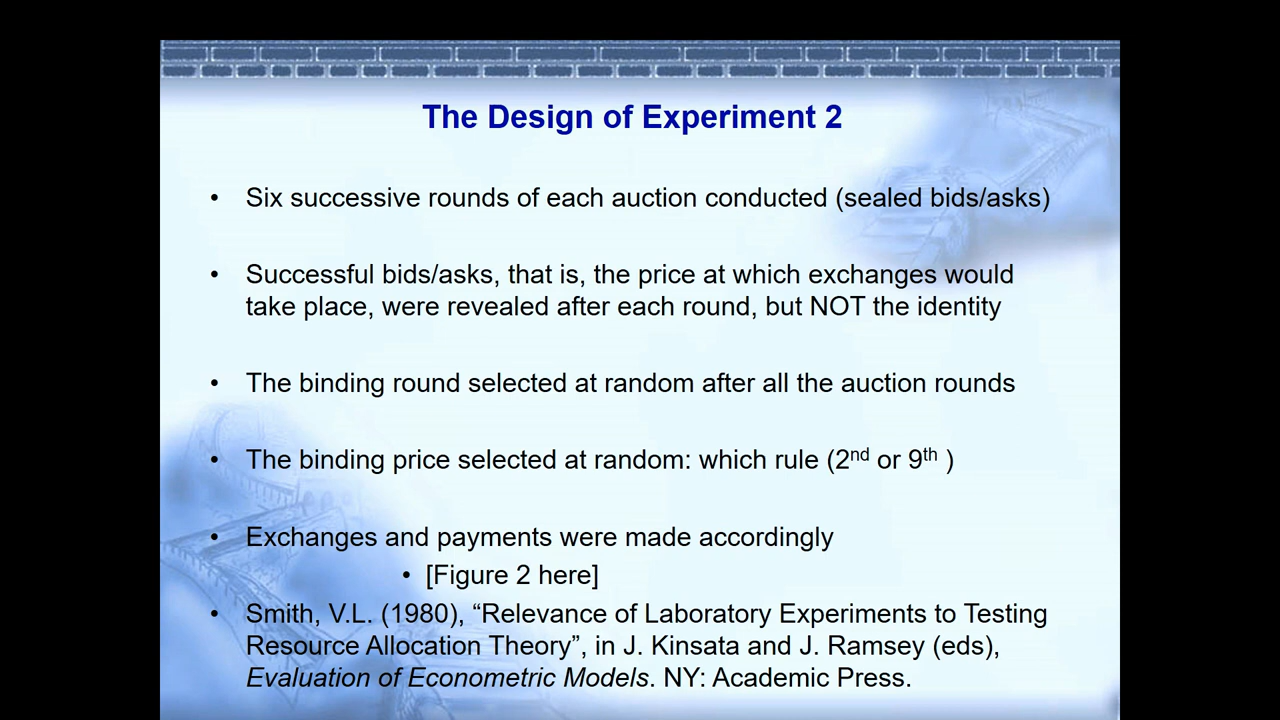 The Design of Experiment 2
• Six successive rounds of each auction conducted (sealed bids/asks)
• Successful bids/asks, that is, the price at which exchanges would
take place, were revealed after each round, but NOT the identity
• The binding round selected at random after all the auction rounds
• The binding price selected at random: which rule (2nd or 9th )
• Exchanges and payments were made accordingly
• [Figure 2 here]
• Smith, V.L. (1980), “Relevance of Laboratory Experiments to Testing
Resource Allocation Theory”, in J. Kinsata and J. Ramsey (eds),
Evaluation of Econometric Models. NY: Academic Press.